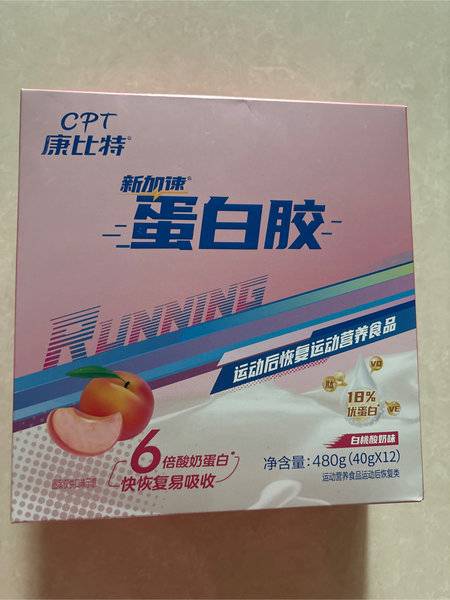 CPT
康比特®
新加速®
蛋白胶
RUNNING
运动后恢复运动营养食品
肽
VD
18%
优蛋白
VE
白桃酸奶味
6倍酸奶蛋白*
快恢复易吸收
净含量：480g(40gX12)
运动营养食品运动后恢复类